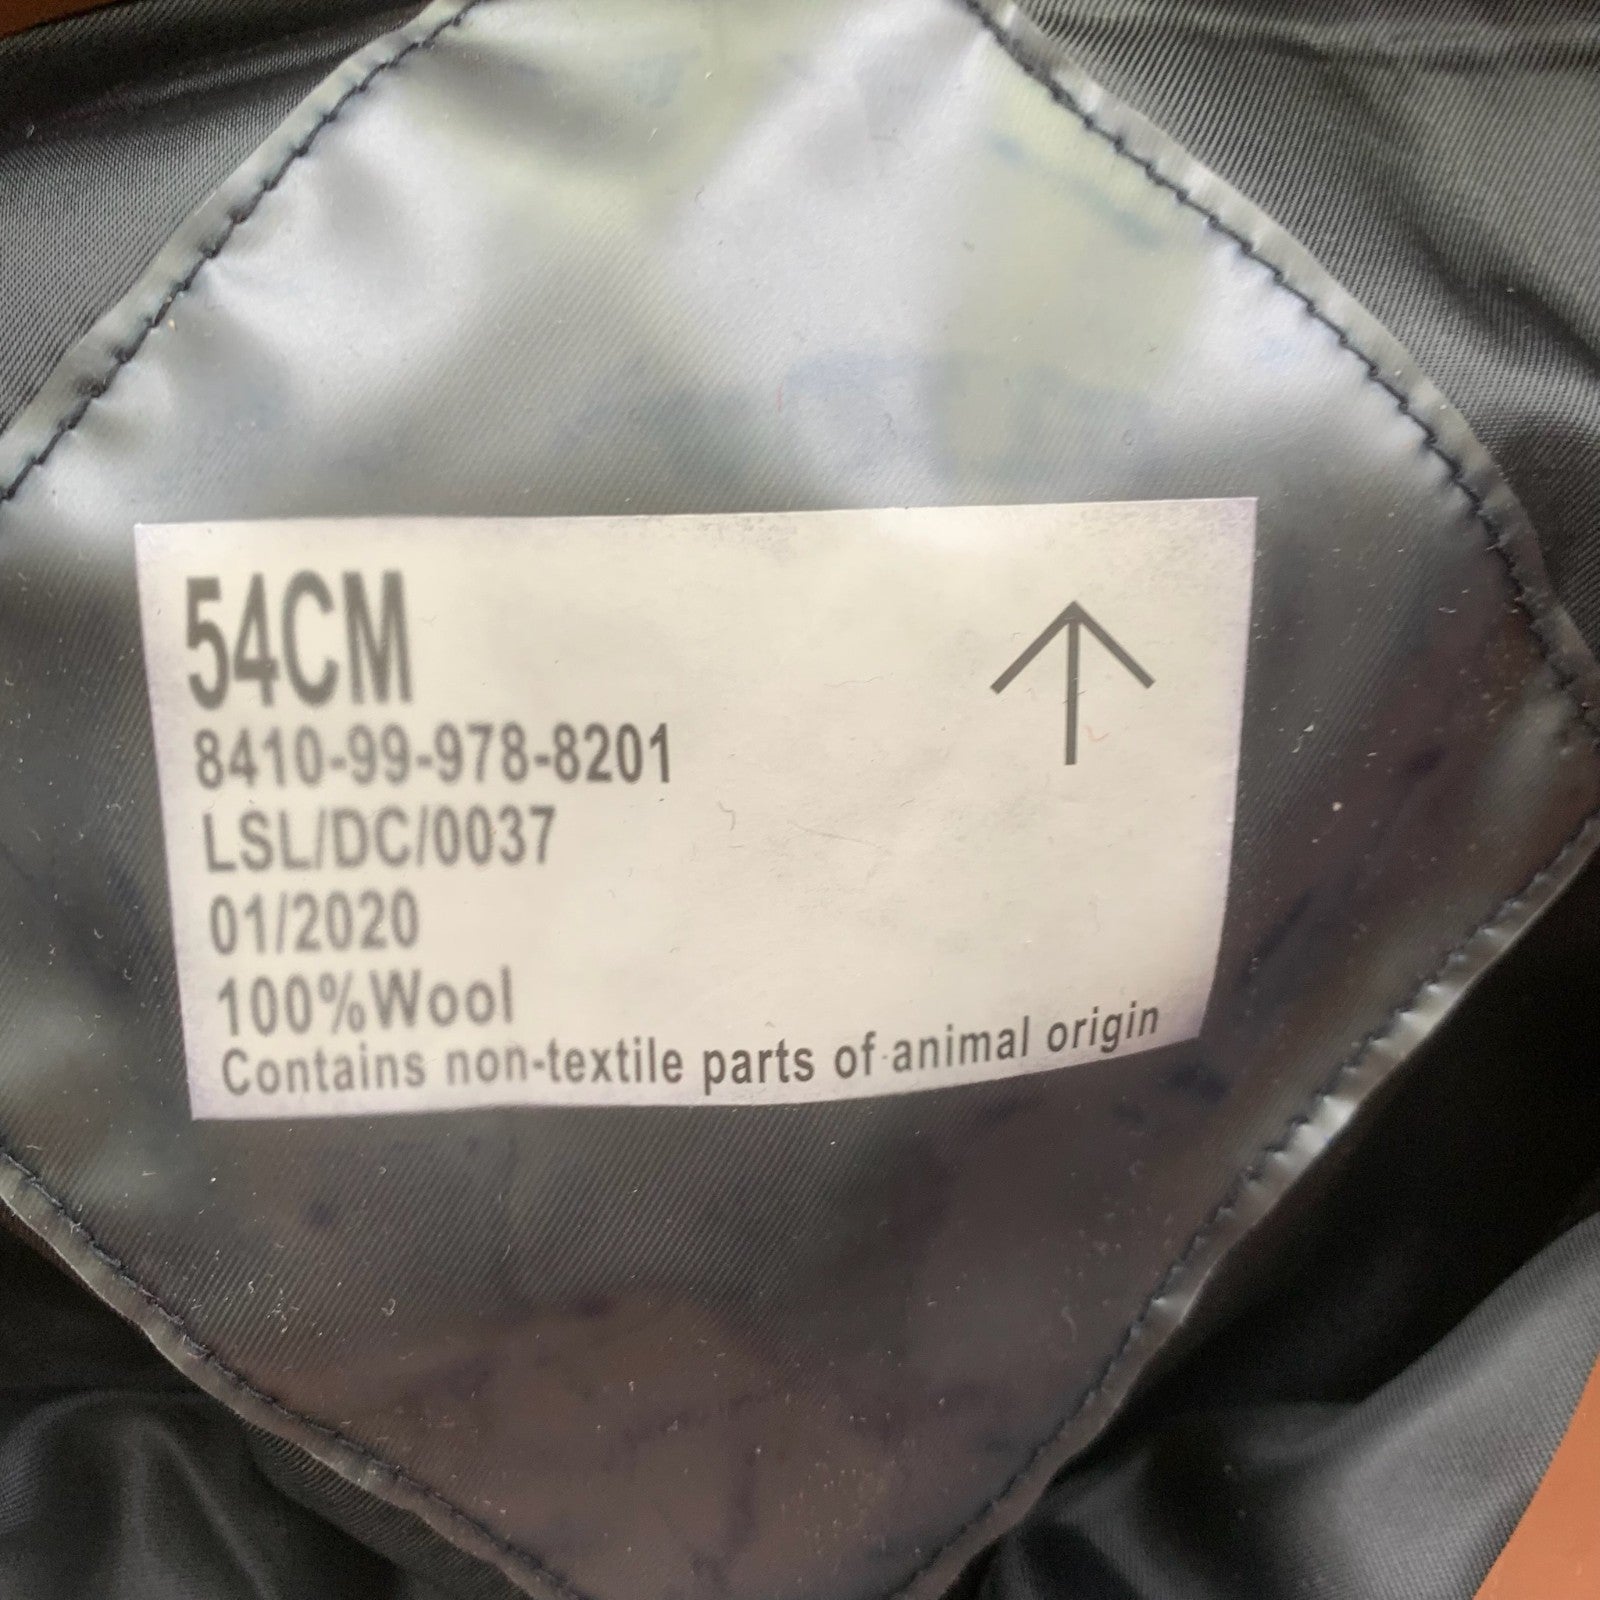 54CM
8410-99-978-8201
LSL/DC/0037
01/2020
100%Wool
Contains non-textile parts of animal origin